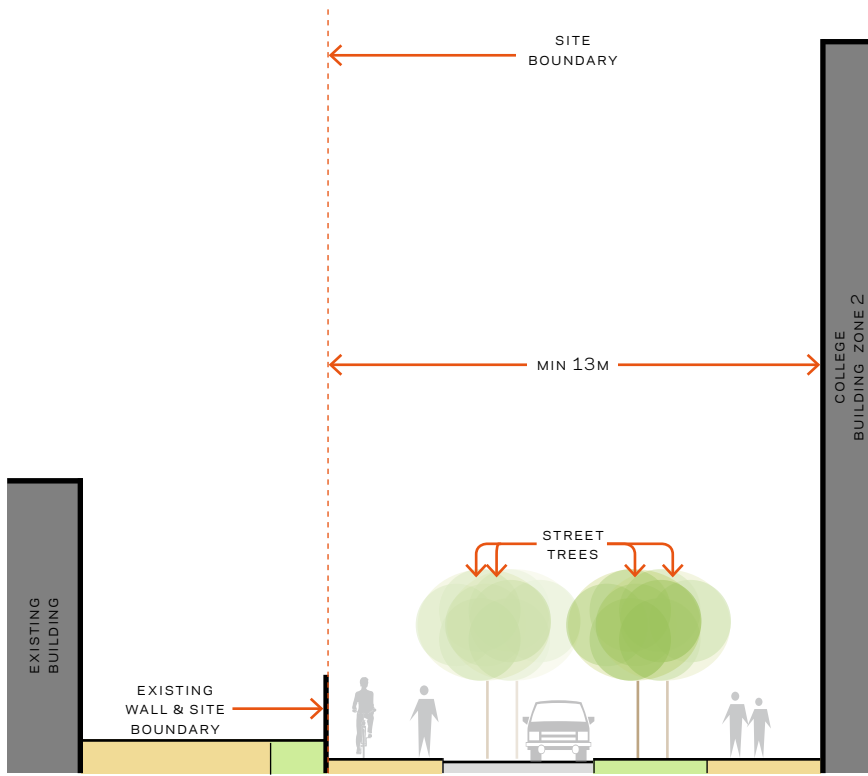 SITE
BOUNDARY
MIN 13M
COLLEGE
BUILDING ZONE 2
STREET
TREES
EXISTING
BUILDING
EXISTING
WALL & SITE
BOUNDARY